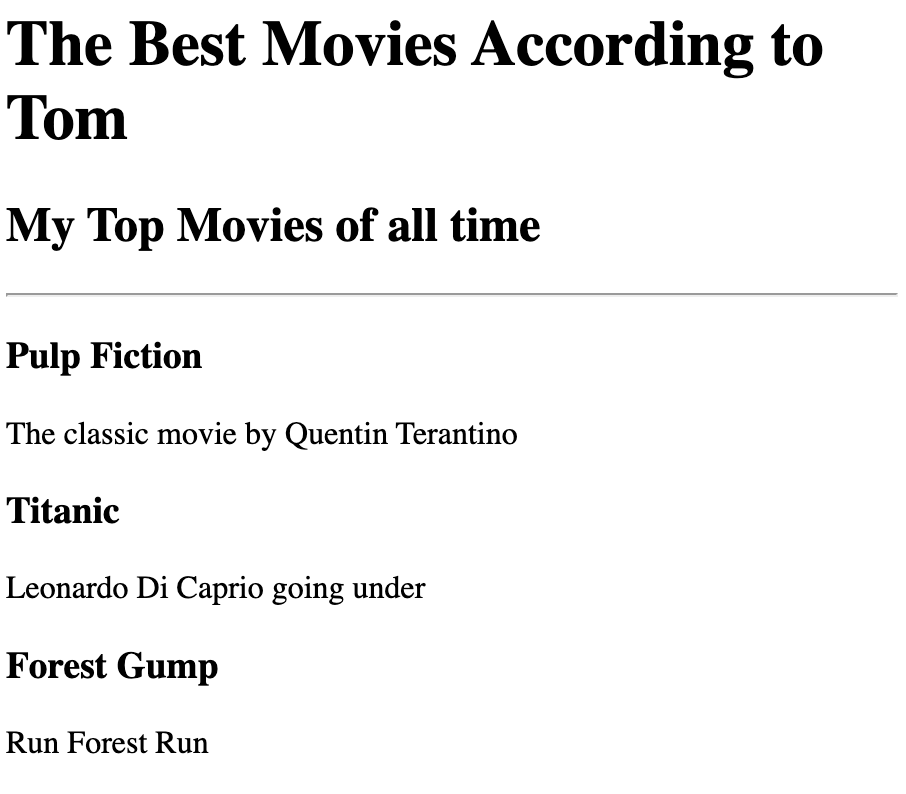 The Best Movies According to
Tom
My Top Movies of all time
Pulp Fiction
The classic movie by Quentin Terantino
Titanic
Leonardo Di Caprio going under
Forest Gump
Run Forest Run